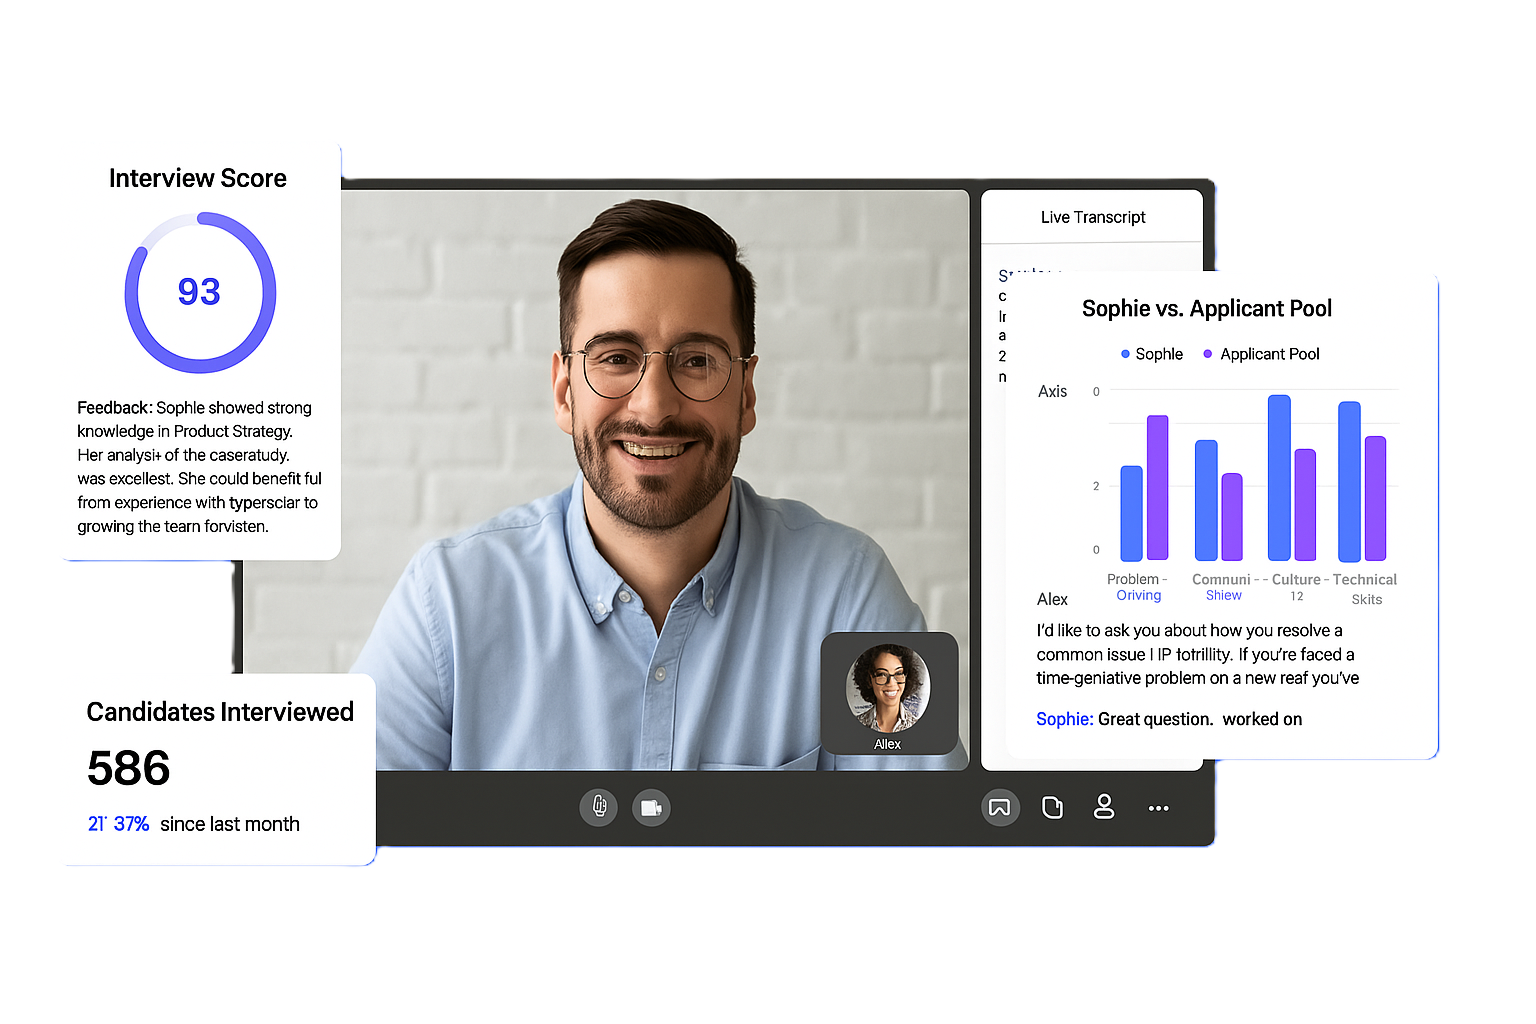 Interview Score
93
Feedback: Sophle showed strong
knowledge in Product Strategy.
Her analysi of the caseratudy.
was excellest. She could benefit ful
from experience with typersclar to
growing the tearn forvisten.
Candidates Interviewed
586
21' 37% since last month
Allex
Live Transcript
c
a
2
n
Sophie vs. Applicant Pool
Sophle
Applicant Pool
Axis
0
2
0
Problem -
Oriving
Comnuni - -
Shiew
Culture -
12
Technical
Skits
Alex
I'd like to ask you about how you resolve a
common issue I IP totrillity. If you're faced a
time-geniative problem on a new reaf you've
Sophie: Great question. worked on